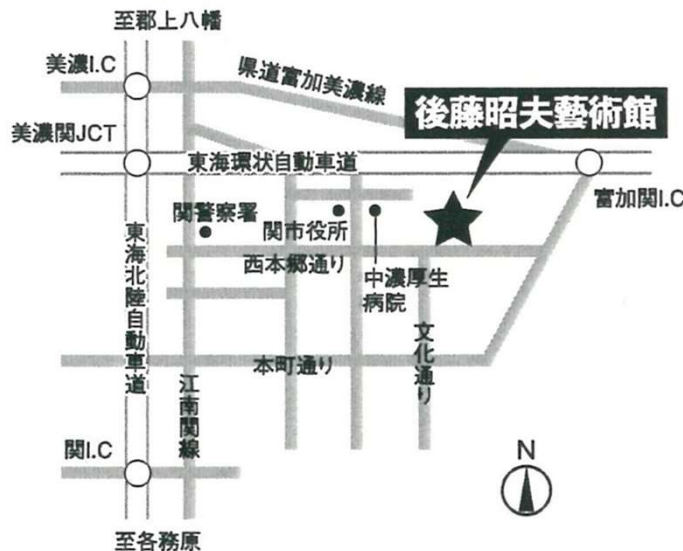 至郡上八幡
美濃I.C
県道富加美濃線
後藤昭夫藝術館
美濃関JCT
東海環状自動車道
富加関I.C
関警察署
関市役所
西本郷通り
中濃厚生
病院
東海北陸自動車道
文化通り
本町通り
江南関線
関I.C
N
至各務原